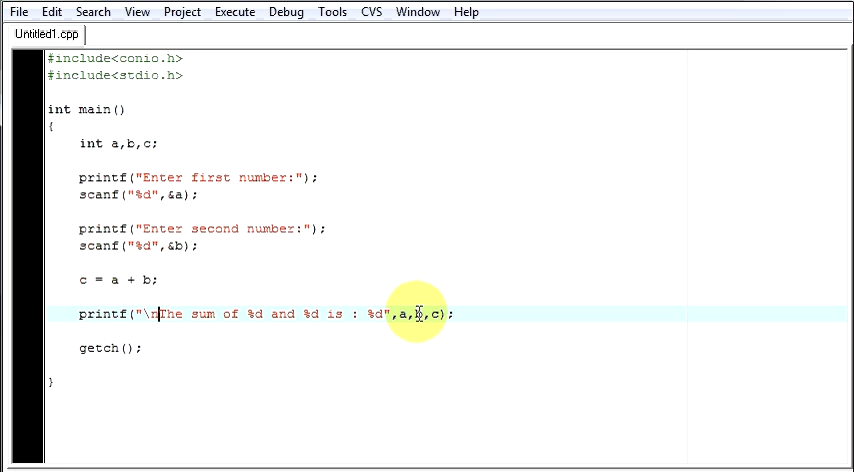 File Edit Search View Project Execute Debug Tools CVS Window Help
Untitled1.cpp
#include<conio.h>
#include<stdio.h>
int main()
{
int a,b,c;
printf("Enter first number:");
scanf("%d",&a);
printf("Enter second number:");
scanf("%d",&b);
c = a + b;
printf("\nThe sum of %d and %d is : %d",a,b,c);
getch();
}